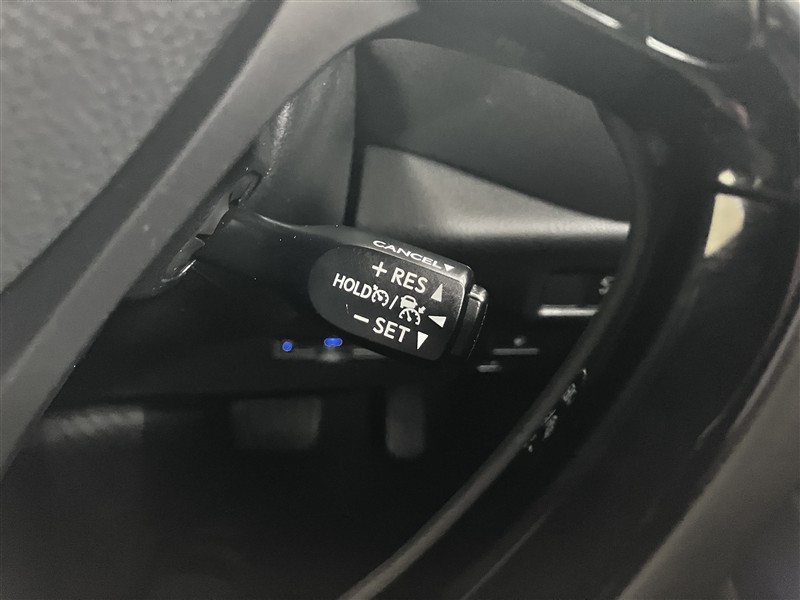 CANCEL▼
+ RES ▲
HOLD / ◄
− SET ▼